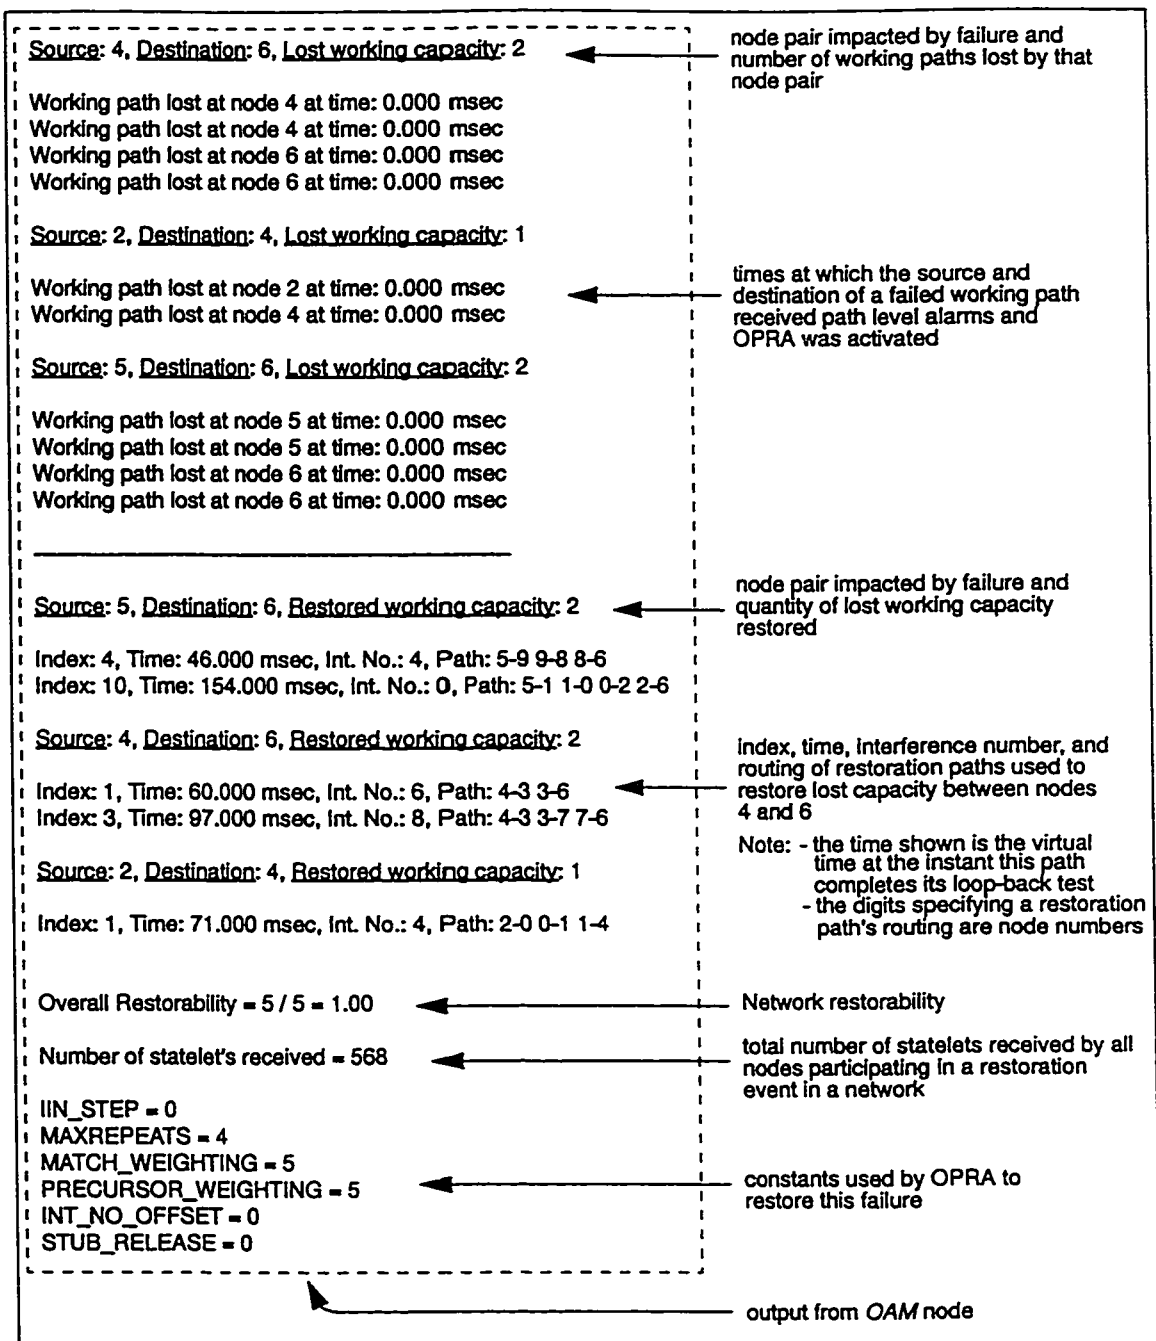 Source: 4, Destination: 6, Lost working capacity: 2
node pair impacted by failure and
number of working paths lost by that
node pair
Working path lost at node 4 at time: 0.000 msec
Working path lost at node 4 at time: 0.000 msec
Working path lost at node 6 at time: 0.000 msec
Working path lost at node 6 at time: 0.000 msec
Source: 2, Destination: 4, Lost working capacity: 1
Working path lost at node 2 at time: 0.000 msec
Working path lost at node 4 at time: 0.000 msec
times at which the source and
destination of a failed working path
received path level alarms and
OPRA was activated
Source: 5, Destination: 6, Lost working capacity: 2
Working path lost at node 5 at time: 0.000 msec
Working path lost at node 5 at time: 0.000 msec
Working path lost at node 6 at time: 0.000 msec
Working path lost at node 6 at time: 0.000 msec
Source: 5, Destination: 6, Restored working capacity: 2
node pair impacted by failure and
quantity of lost working capacity
restored
Index: 4, Time: 46.000 msec, Int. No.: 4, Path: 5-9 9-8 8-6
Index: 10, Time: 154.000 msec, Int. No.: 0, Path: 5-1 1-0 0-2 2-6
Source: 4, Destination: 6, Restored working capacity: 2
Index: 1, Time: 60.000 msec, Int. No.: 6, Path: 4-3 3-6
Index: 3, Time: 97.000 msec, Int. No.: 8, Path: 4-3 3-7 7-6
index, time, interference number, and
routing of restoration paths used to
restore lost capacity between nodes
4 and 6
Note: - the time shown is the virtual
time at the instant this path
completes its loop-back test
- the digits specifying a restoration
path's routing are node numbers
Source: 2, Destination: 4, Restored working capacity: 1
Index: 1, Time: 71.000 msec, Int. No.: 4, Path: 2-0 0-1 1-4
Overall Restorability = 5 / 5 = 1.00
Network restorability
Number of statelet's received = 568
total number of statelets received by all
nodes participating in a restoration
event in a network
IIN_STEP = 0
MAXREPEATS = 4
MATCH_WEIGHTING = 5
PRECURSOR_WEIGHTING = 5
INT_NO_OFFSET = 0
STUB_RELEASE = 0
constants used by OPRA to
restore this failure
output from OAM node